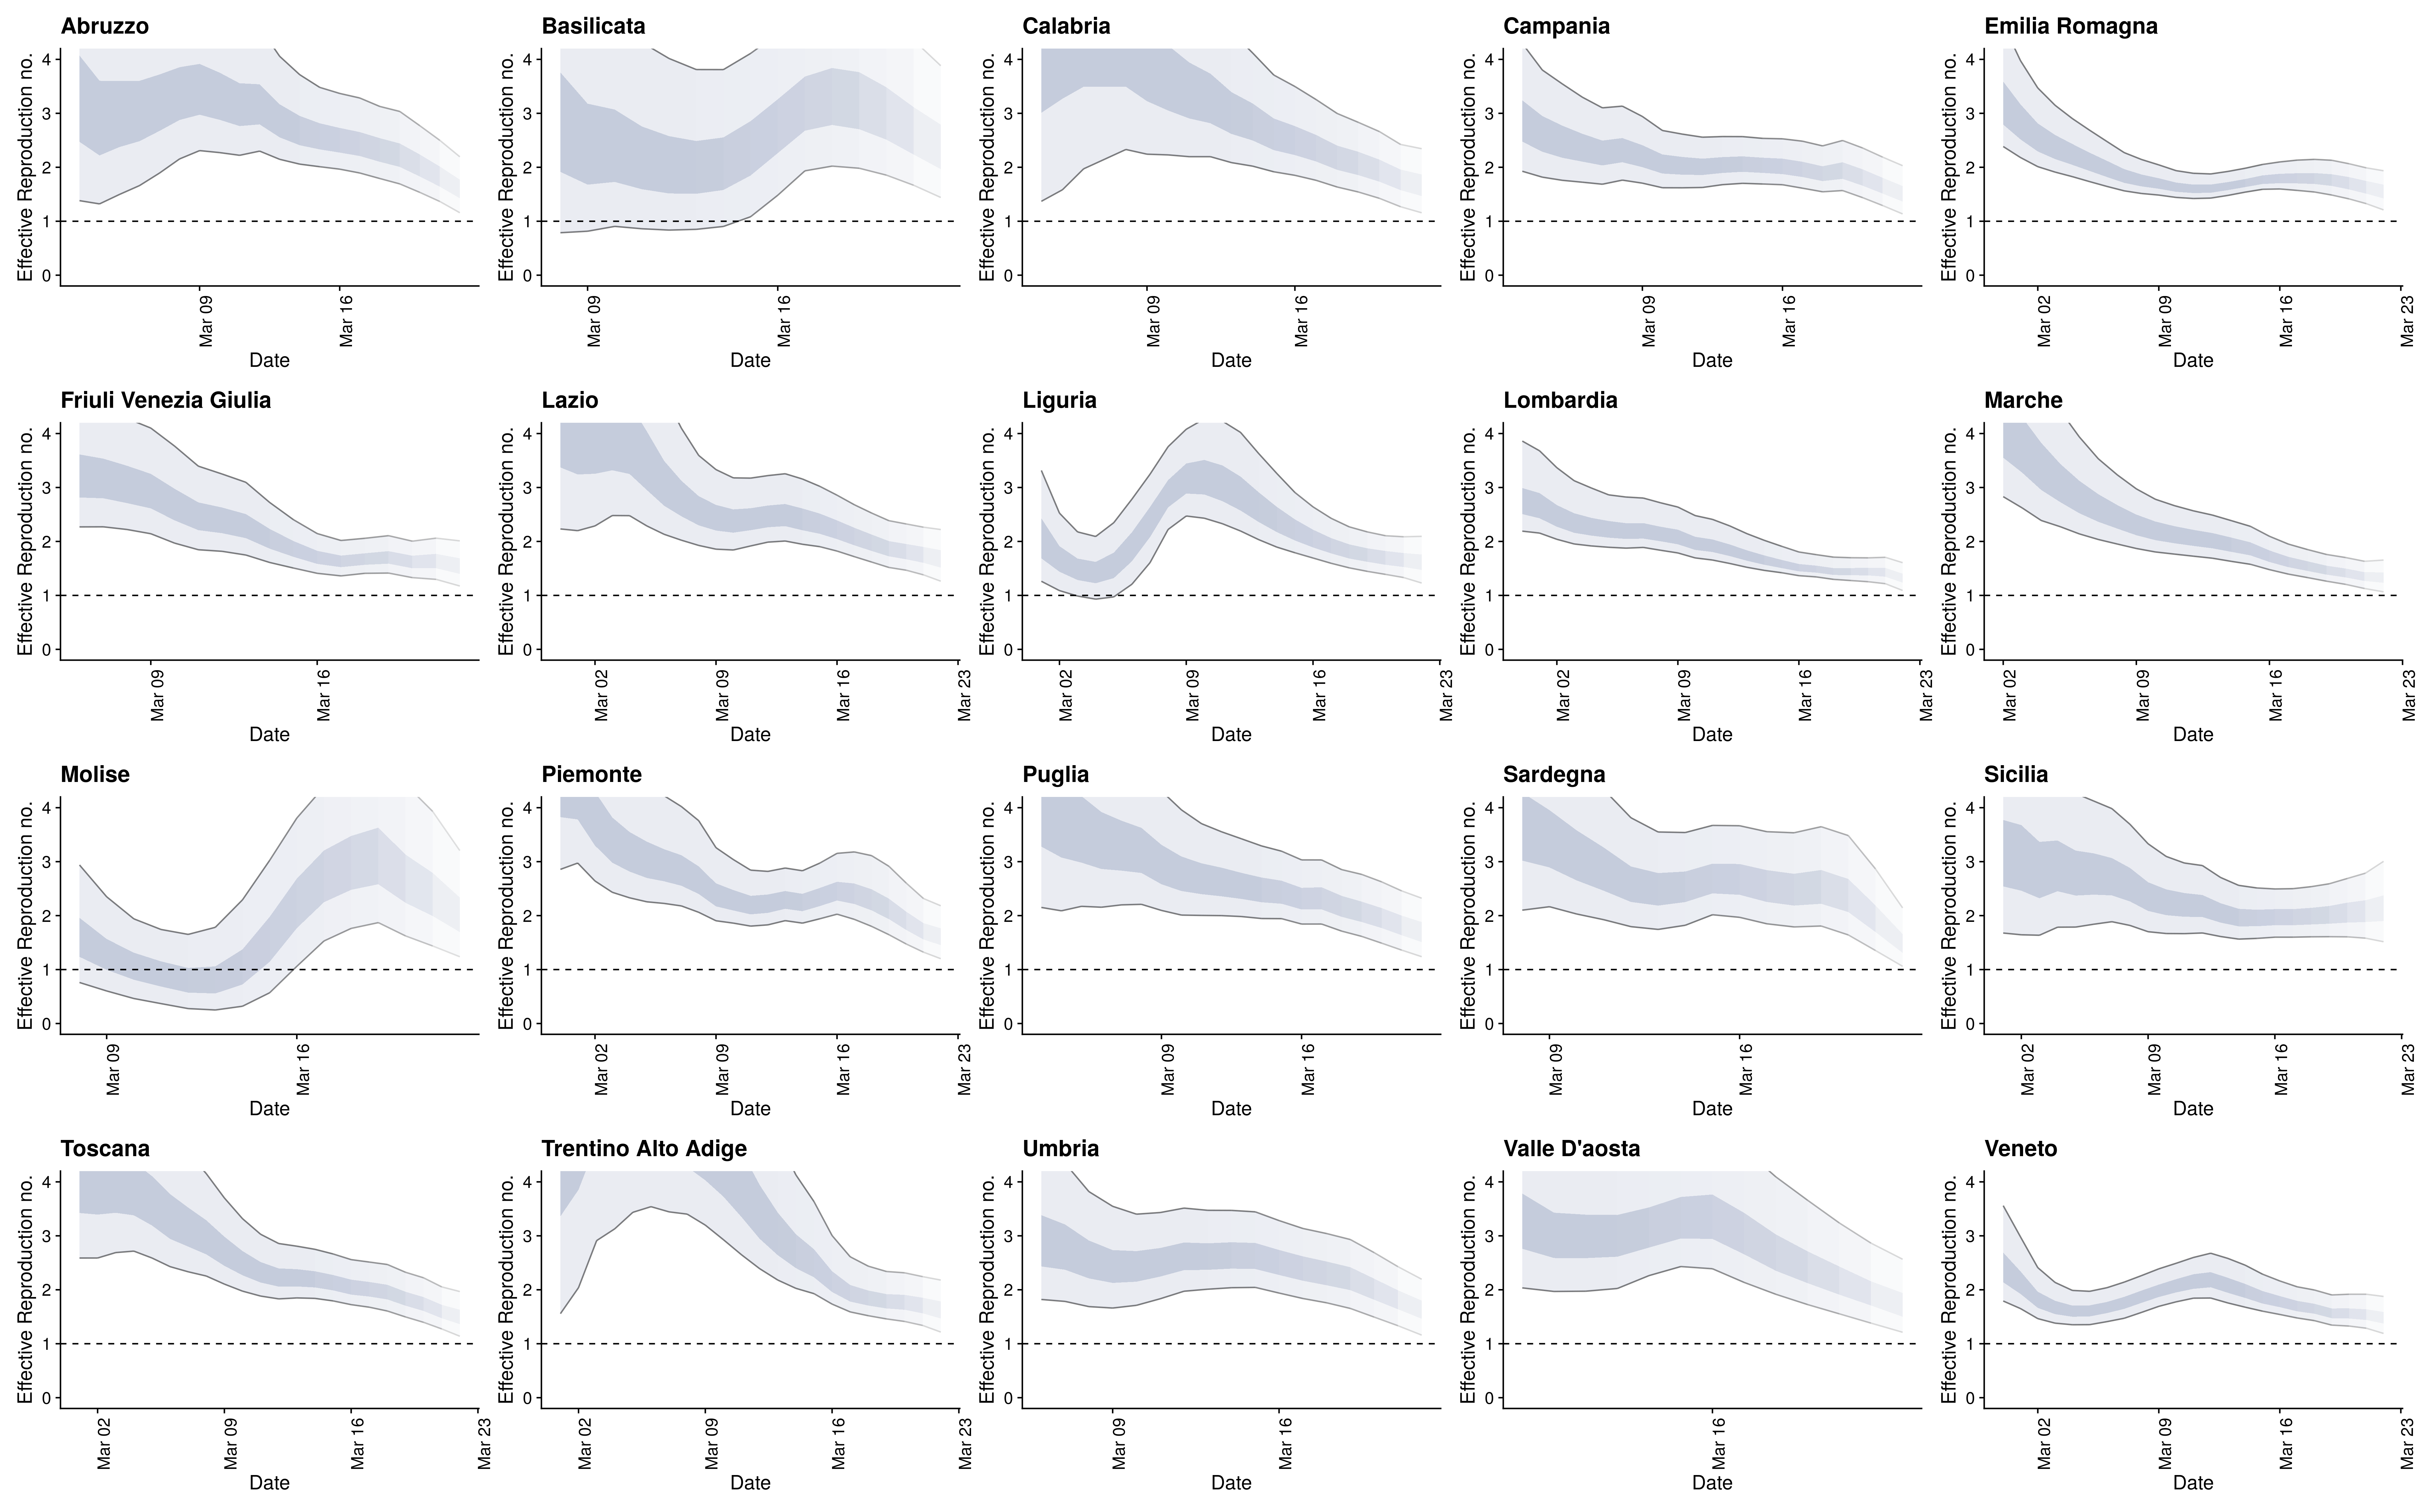 Abruzzo
Effective Reproduction no.
4
3
2
1
0
Mar 09
Mar 16
Date
Basilicata
Effective Reproduction no.
4
3
2
1
0
Mar 09
Mar 16
Date
Calabria
Effective Reproduction no.
4
3
2
1
0
Mar 09
Mar 16
Date
Campania
Effective Reproduction no.
4
3
2
1
0
Mar 09
Mar 16
Date
Emilia Romagna
Effective Reproduction no.
4
3
2
1
0
Mar 02
Mar 09
Mar 16
Mar 23
Date
Friuli Venezia Giulia
Effective Reproduction no.
4
3
2
1
0
Mar 09
Mar 16
Date
Lazio
Effective Reproduction no.
4
3
2
1
0
Mar 02
Mar 09
Mar 16
Mar 23
Date
Liguria
Effective Reproduction no.
4
3
2
1
0
Mar 02
Mar 09
Mar 16
Mar 23
Date
Lombardia
Effective Reproduction no.
4
3
2
1
0
Mar 02
Mar 09
Mar 16
Mar 23
Date
Marche
Effective Reproduction no.
4
3
2
1
0
Mar 02
Mar 09
Mar 16
Mar 23
Date
Molise
Effective Reproduction no.
4
3
2
1
0
Mar 09
Mar 16
Date
Piemonte
Effective Reproduction no.
4
3
2
1
0
Mar 02
Mar 09
Mar 16
Mar 23
Date
Puglia
Effective Reproduction no.
4
3
2
1
0
Mar 09
Mar 16
Date
Sardegna
Effective Reproduction no.
4
3
2
1
0
Mar 09
Mar 16
Date
Sicilia
Effective Reproduction no.
4
3
2
1
0
Mar 02
Mar 09
Mar 16
Mar 23
Date
Toscana
Effective Reproduction no.
4
3
2
1
0
Mar 02
Mar 09
Mar 16
Mar 23
Date
Trentino Alto Adige
Effective Reproduction no.
4
3
2
1
0
Mar 02
Mar 09
Mar 16
Mar 23
Date
Umbria
Effective Reproduction no.
4
3
2
1
0
Mar 09
Mar 16
Date
Valle D'aosta
Effective Reproduction no.
4
3
2
1
0
Mar 16
Date
Veneto
Effective Reproduction no.
4
3
2
1
0
Mar 02
Mar 09
Mar 16
Mar 23
Date